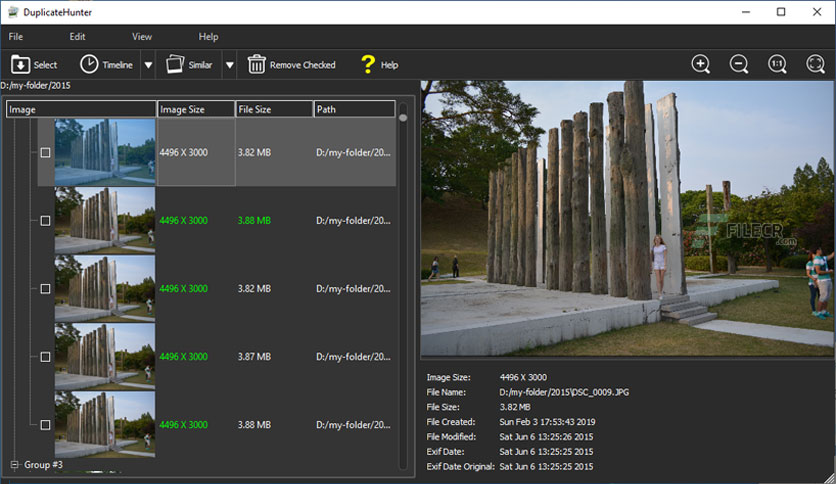 DuplicateHunter
File Edit View Help
Select Timeline Similar Remove Checked ? Help 1:1
D:/my-folder/2015
Image Image Size File Size Path
4496 X 3000 3.82 MB D:/my-folder/20...
4496 X 3000 3.88 MB D:/my-folder/20...
4496 X 3000 3.82 MB D:/my-folder/20...
4496 X 3000 3.87 MB D:/my-folder/20...
4496 X 3000 3.88 MB D:/my-folder/20...
Group #3
FILECR
.com
Image Size: 4496 X 3000
File Name: D:/my-folder/2015\DSC_0009.JPG
File Size: 3.82 MB
File Created: Sun Feb 3 17:53:43 2019
File Modified: Sat Jun 6 13:25:26 2015
Exif Date: Sat Jun 6 13:25:25 2015
Exif Date Original: Sat Jun 6 13:25:25 2015